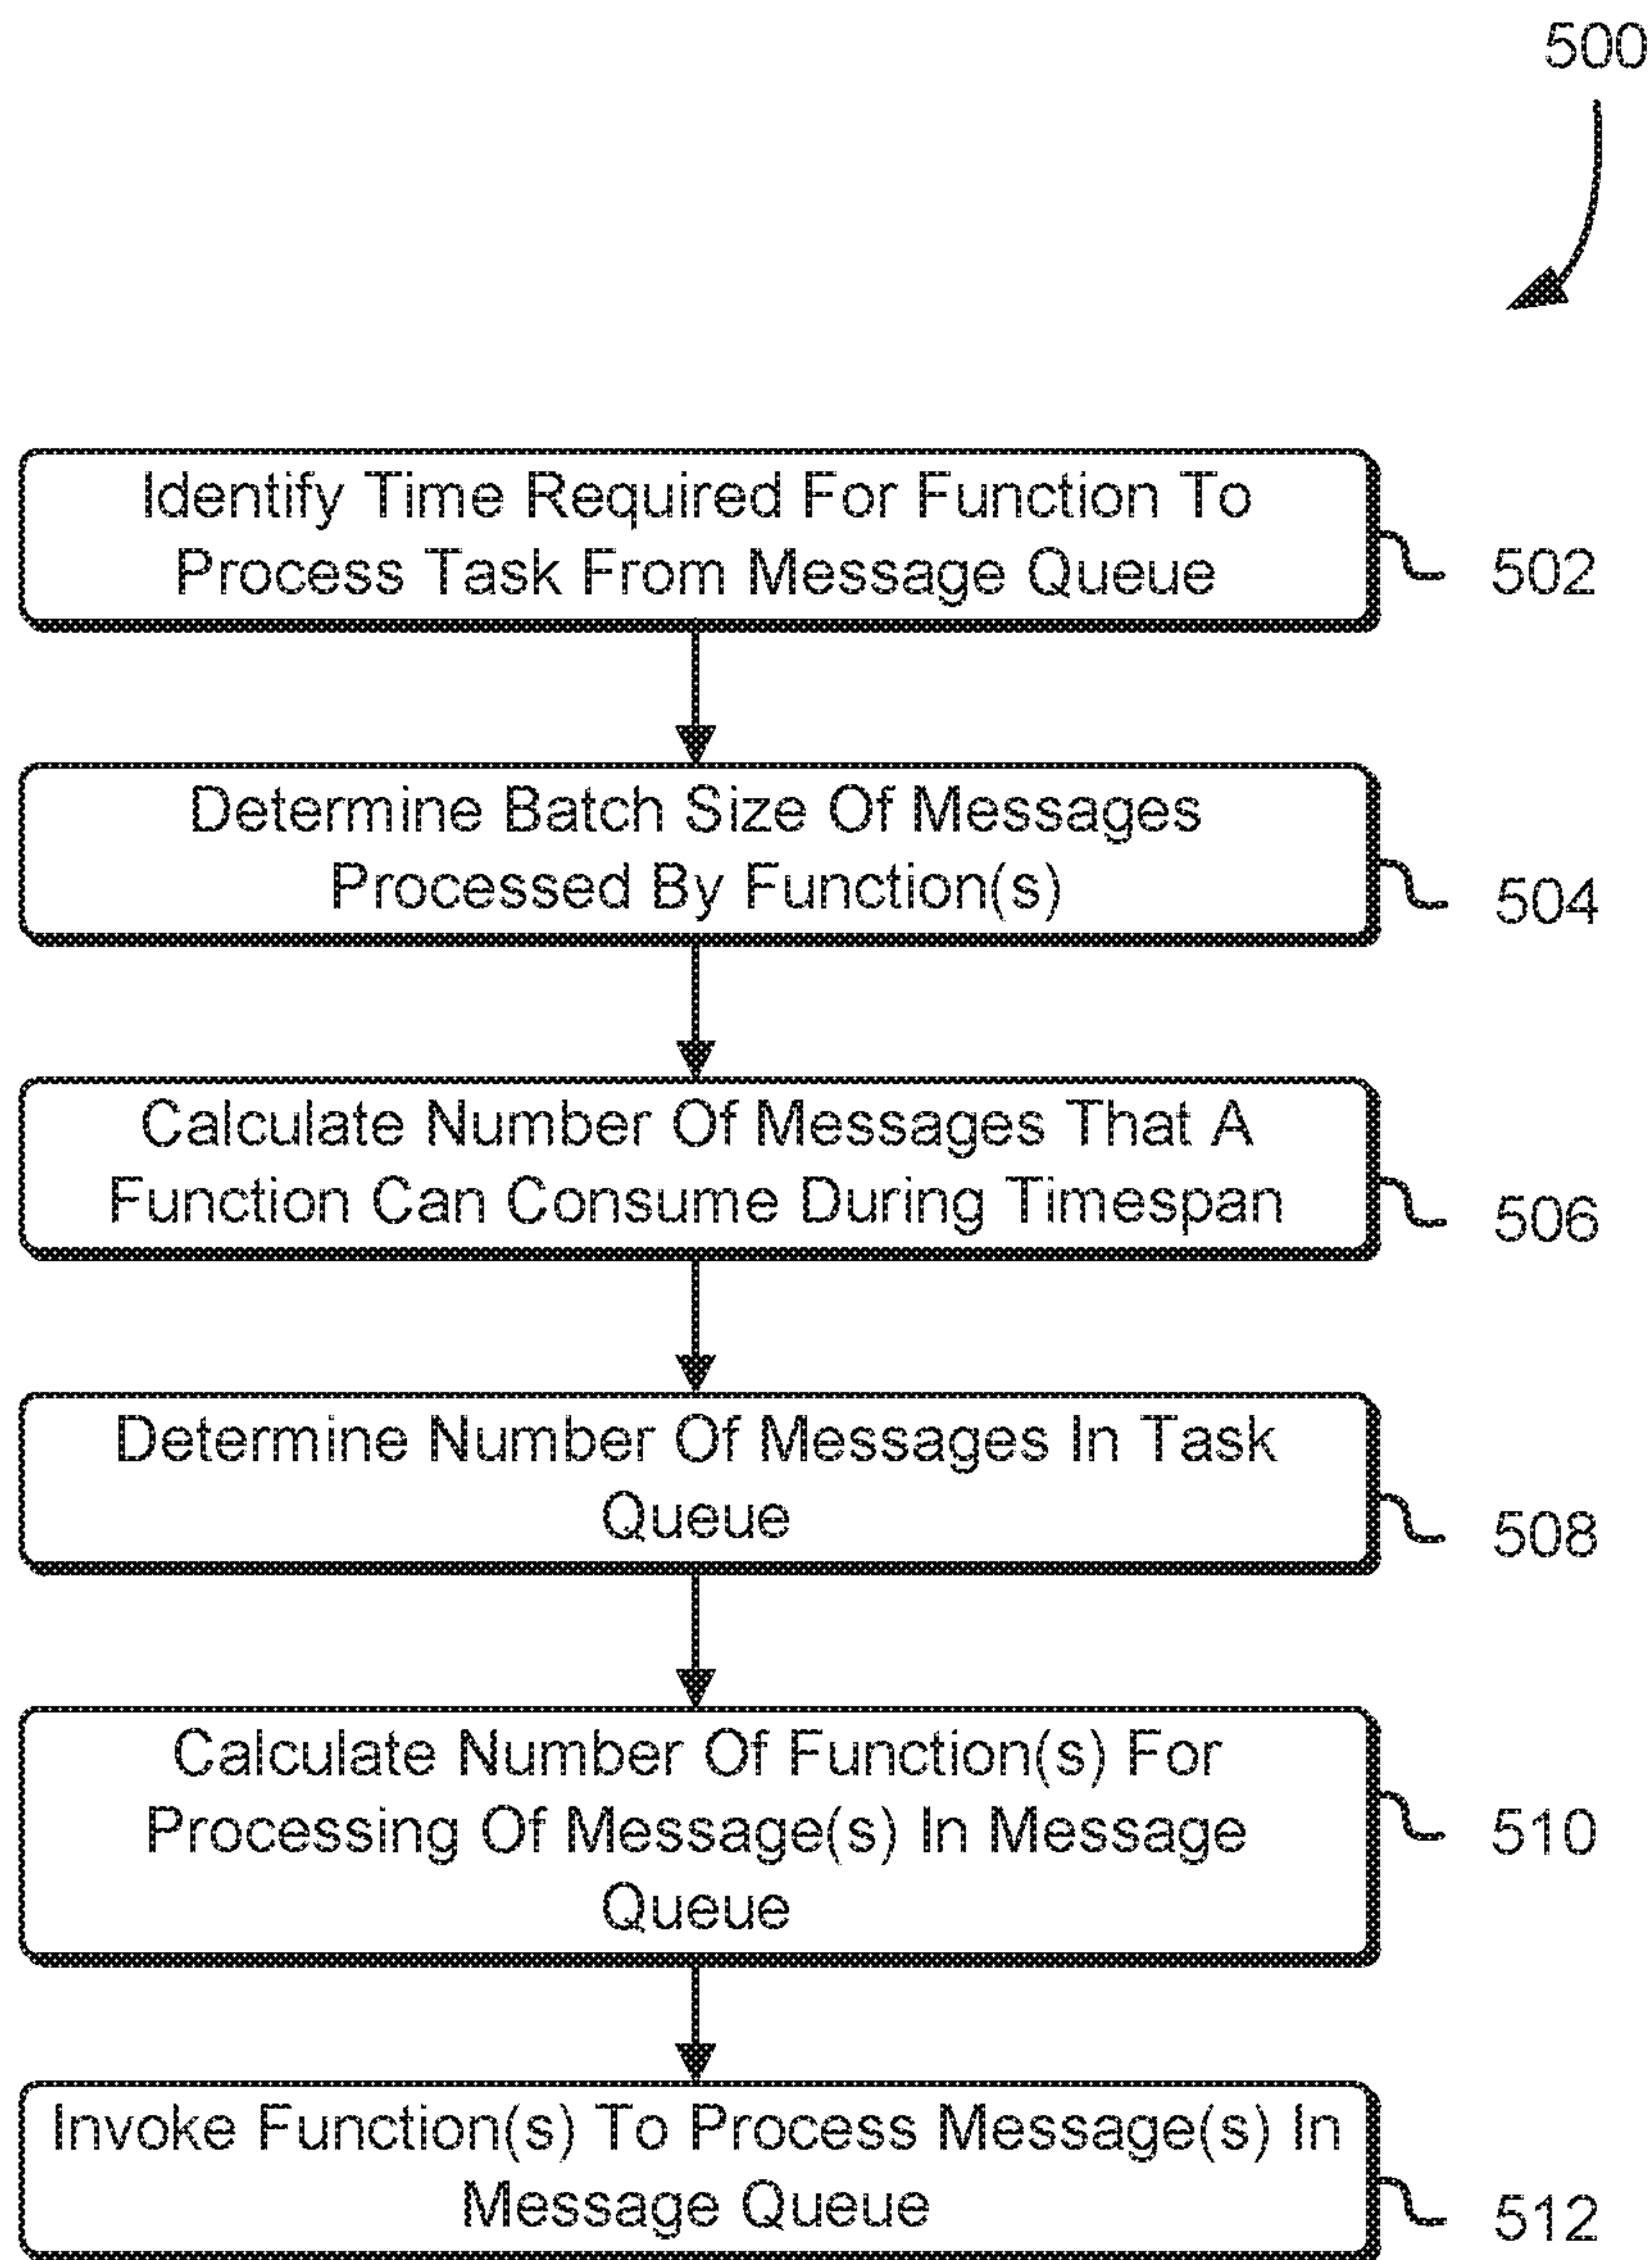 500
Identify Time Required For Function To
Process Task From Message Queue
502
Determine Batch Size Of Messages
Processed By Function(s)
504
Calculate Number Of Messages That A
Function Can Consume During Timespan
506
Determine Number Of Messages In Task
Queue
508
Calculate Number Of Function(s) For
Processing Of Message(s) In Message
Queue
510
Invoke Function(s) To Process Message(s) In
Message Queue
512